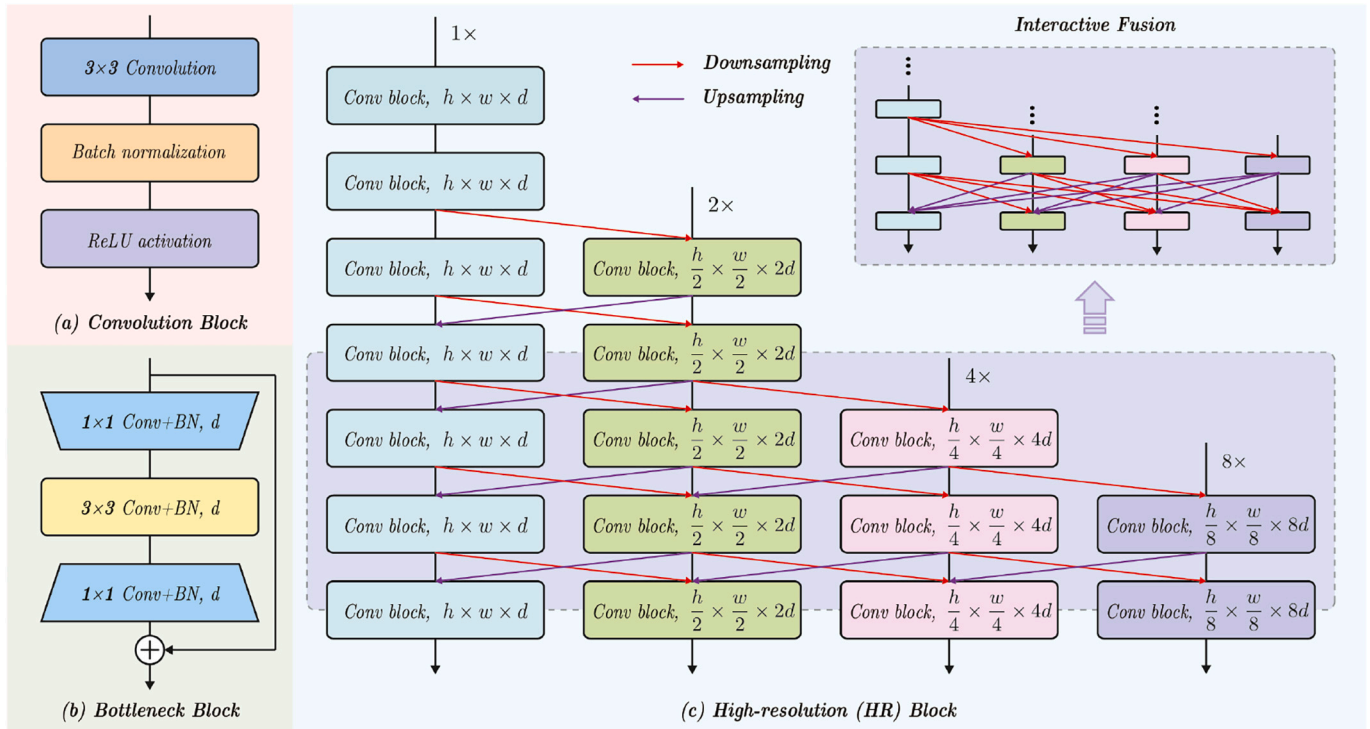 3×3 Convolution
Batch normalization
ReLU activation
(a) Convolution Block
1×1 Conv+BN, d
3×3 Conv+BN, d
1×1 Conv+BN, d
(b) Bottleneck Block
1×
Conv block, h × w × d
Conv block, h × w × d
Conv block, h × w × d
Conv block, h × w × d
Conv block, h × w × d
Conv block, h × w × d
Conv block, h × w × d
2×
Conv block, h/2 × w/2 × 2d
Conv block, h/2 × w/2 × 2d
Conv block, h/2 × w/2 × 2d
Conv block, h/2 × w/2 × 2d
Conv block, h/2 × w/2 × 2d
4×
Conv block, h/4 × w/4 × 4d
Conv block, h/4 × w/4 × 4d
Conv block, h/4 × w/4 × 4d
8×
Conv block, h/8 × w/8 × 8d
Conv block, h/8 × w/8 × 8d
Downsampling
Upsampling
Interactive Fusion
(c) High-resolution (HR) Block